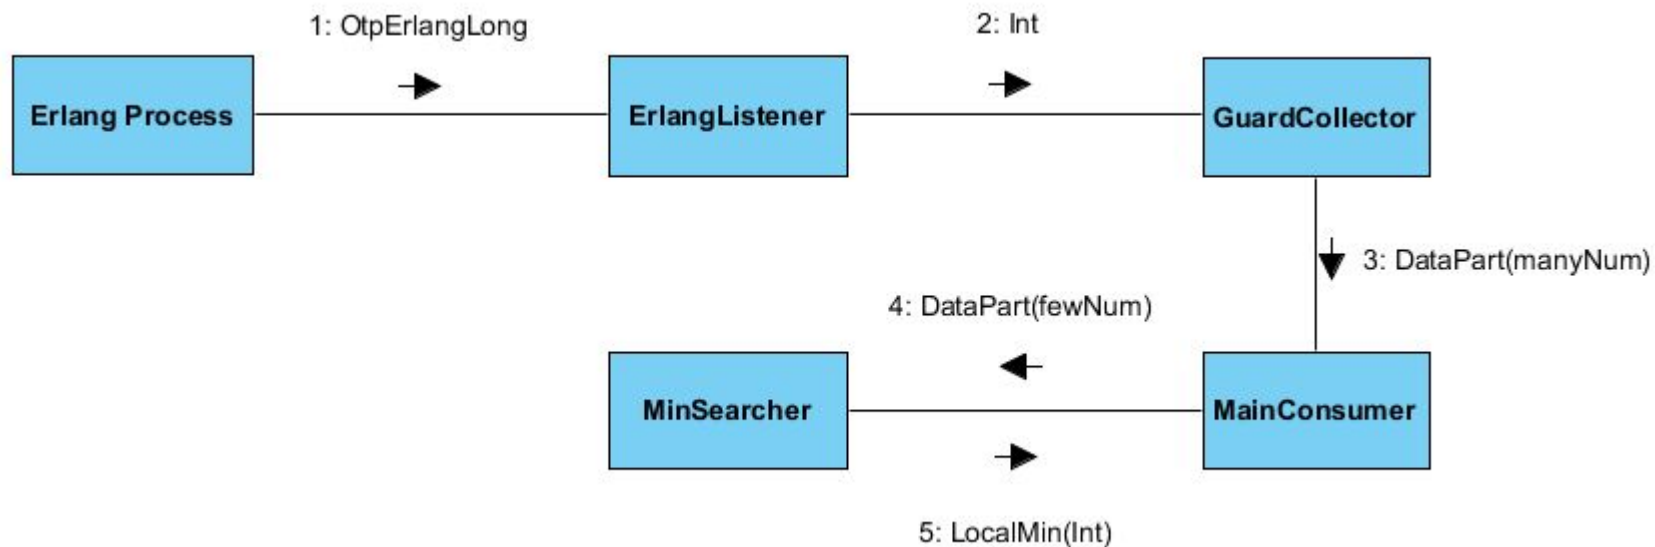 1: OtpErlangLong
2: Int
Erlang Process
ErlangListener
GuardCollector
3: DataPart(manyNum)
4: DataPart(fewNum)
MinSearcher
MainConsumer
5: LocalMin(Int)